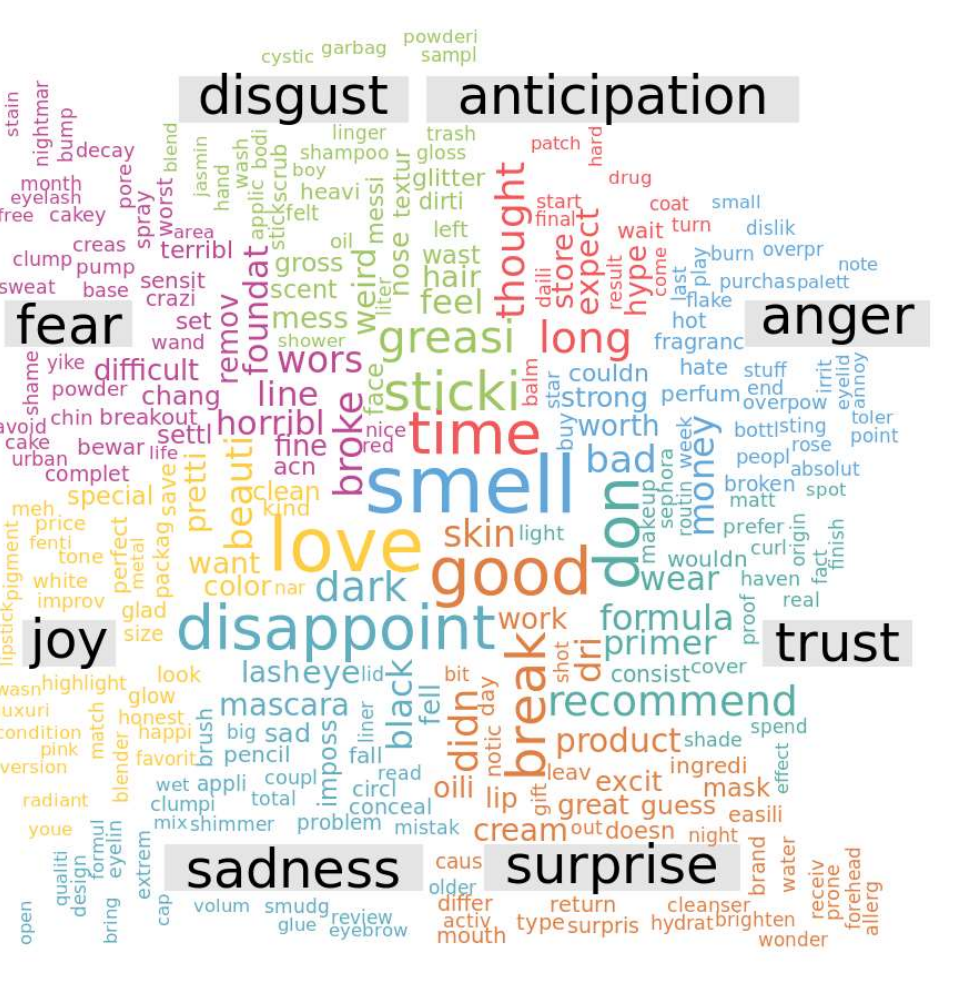 powderi
cystic garbag sampl
disgust anticipation
stain nightmar bump decay
blend jasmin hand wash applic bodi stick scrub
linger trash
shampoo gloss
boy heavi glitter
felt messi textur dirti
patch hard
drug
thought start final coat small
month eyelash pore
free cakey spray worst area
creas terribl
oil left
wait turn dislik
store expect hype come result daili
clump pump sensit
sweat base crazi
gross weird nose wast
scent liter hair
last play burn overpr note
flake purchas palett
fear
foundat remov set wand
mess feel
shower greasi long
hot fragranc
anger
shame yike difficult wors
powder chang line
face sticki balm
star couldn hate stuff
strong perfum end overpow irrit eyelid annoy
avoid chin breakout horribl
cake bewar settl life fine
urban complet acn broke nice red
time
buy worth bottl sting toler
money week rose point
peopl absolut
special save pretti beauti clean kind
smell bad don sephora makeup routin broken spot
matt
meh price fenti tone perfect metal packag
love want color nar
skin light good
prefer curl origin fact finish
wouldn wear haven
pigment white improv glad
dark
real proof
lipstick joy size
disappoint work formula primer
trust
wasn highlight look
lasheye lid bit break shot dri
consist cover
luxuri glow
mascara black fell didn day recommend
condition match honest happi
pink blender favorit brush
big sad imposs liner
notic product shade spend
version pencil fall
leav ingredi effect
radiant wet appli coupl circl read
oili lip gift excit mask
clumpi total conceal
great guess easili
youe mix shimmer problem mistak
cream out doesn night
qualiti design formul eyelin extrem
sadness surprise
caus brand water
open bring cap
older differ return cleanser
receiv prone forehead allerg
volum smudg glue review eyebrow
activ mouth type surpris hydrat brighten
wonder